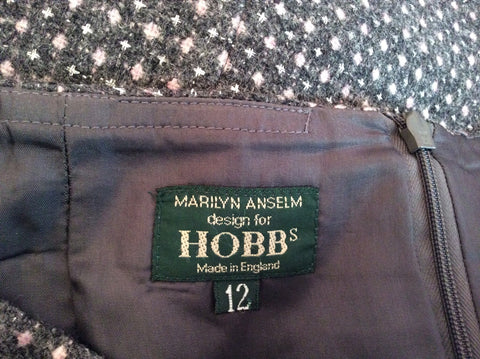 MARILYN ANSELM
design for
HOBBS
Made in England
12